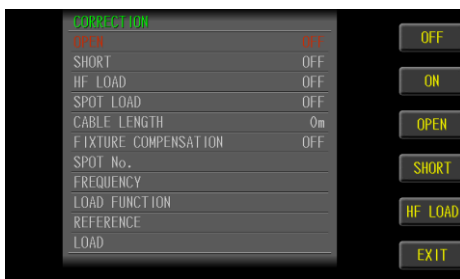 CORRECTION
OPEN OFF
SHORT OFF
HF LOAD OFF
SPOT LOAD OFF
CABLE LENGTH 0m
FIXTURE COMPENSATION OFF
SPOT No.
FREQUENCY
LOAD FUNCTION
REFERENCE
LOAD
OFF
ON
OPEN
SHORT
HF LOAD
EXIT